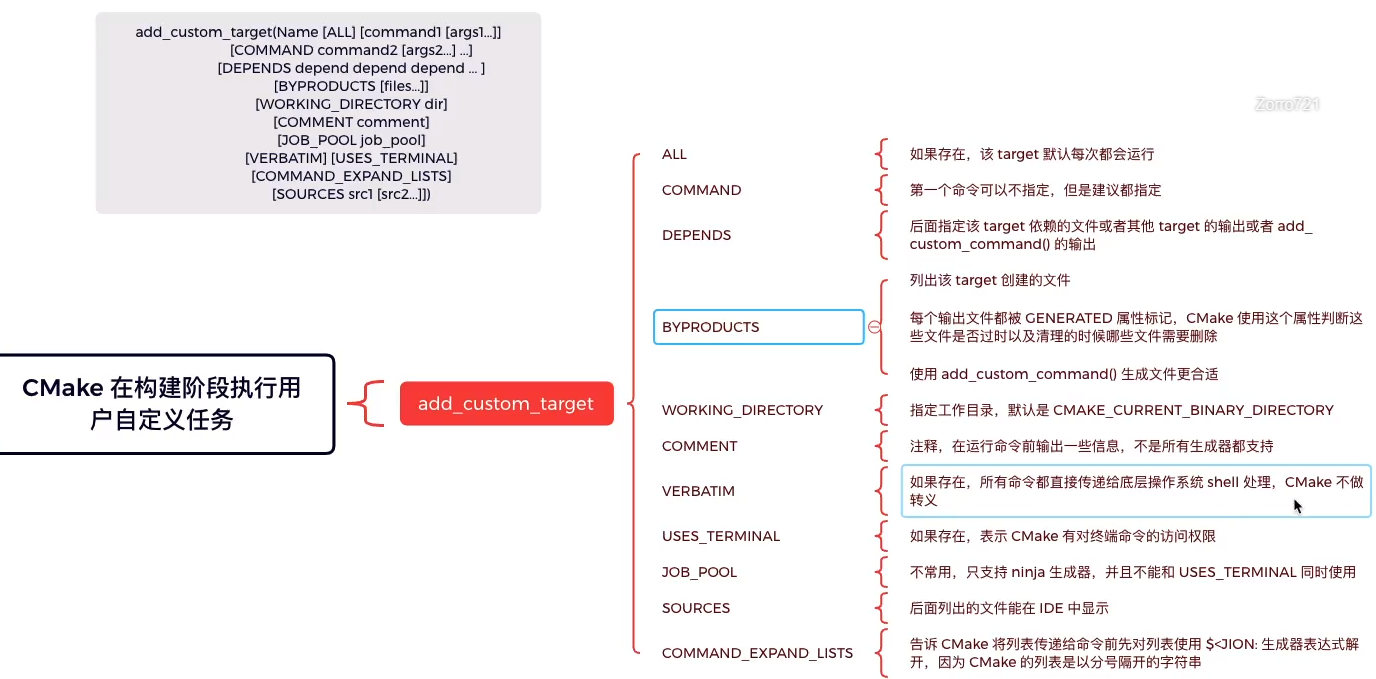 add_custom_target(Name [ALL] [command1 [args1...]]
[COMMAND command2 [args2...] ...]
[DEPENDS depend depend depend ... ]
[BYPRODUCTS [files...]]
[WORKING_DIRECTORY dir]
[COMMENT comment]
[JOB_POOL job_pool]
[VERBATIM] [USES_TERMINAL]
[COMMAND_EXPAND_LISTS]
[SOURCES src1 [src2...]])
Zorro721
CMake 在构建阶段执行用
户自定义任务
add_custom_target
ALL
如果存在，该 target 默认每次都会运行
COMMAND
第一个命令可以不指定，但是建议都指定
DEPENDS
后面指定该 target 依赖的文件或者其他 target 的输出或者 add_
custom_command() 的输出
BYPRODUCTS
列出该 target 创建的文件
每个输出文件都被 GENERATED 属性标记，CMake 使用这个属性判断这
些文件是否过时以及清理的时候哪些文件需要删除
使用 add_custom_command() 生成文件更合适
WORKING_DIRECTORY
指定工作目录，默认是 CMAKE_CURRENT_BINARY_DIRECTORY
COMMENT
注释，在运行命令前输出一些信息，不是所有生成器都支持
VERBATIM
如果存在，所有命令都直接传递给底层操作系统 shell 处理，CMake 不做
转义
USES_TERMINAL
如果存在，表示 CMake 有对终端命令的访问权限
JOB_POOL
不常用，只支持 ninja 生成器，并且不能和 USES_TERMINAL 同时使用
SOURCES
后面列出的文件能在 IDE 中显示
COMMAND_EXPAND_LISTS
告诉 CMake 将列表传递给命令前先对列表使用 $<JION: 生成器表达式解
开，因为 CMake 的列表是以分号隔开的字符串